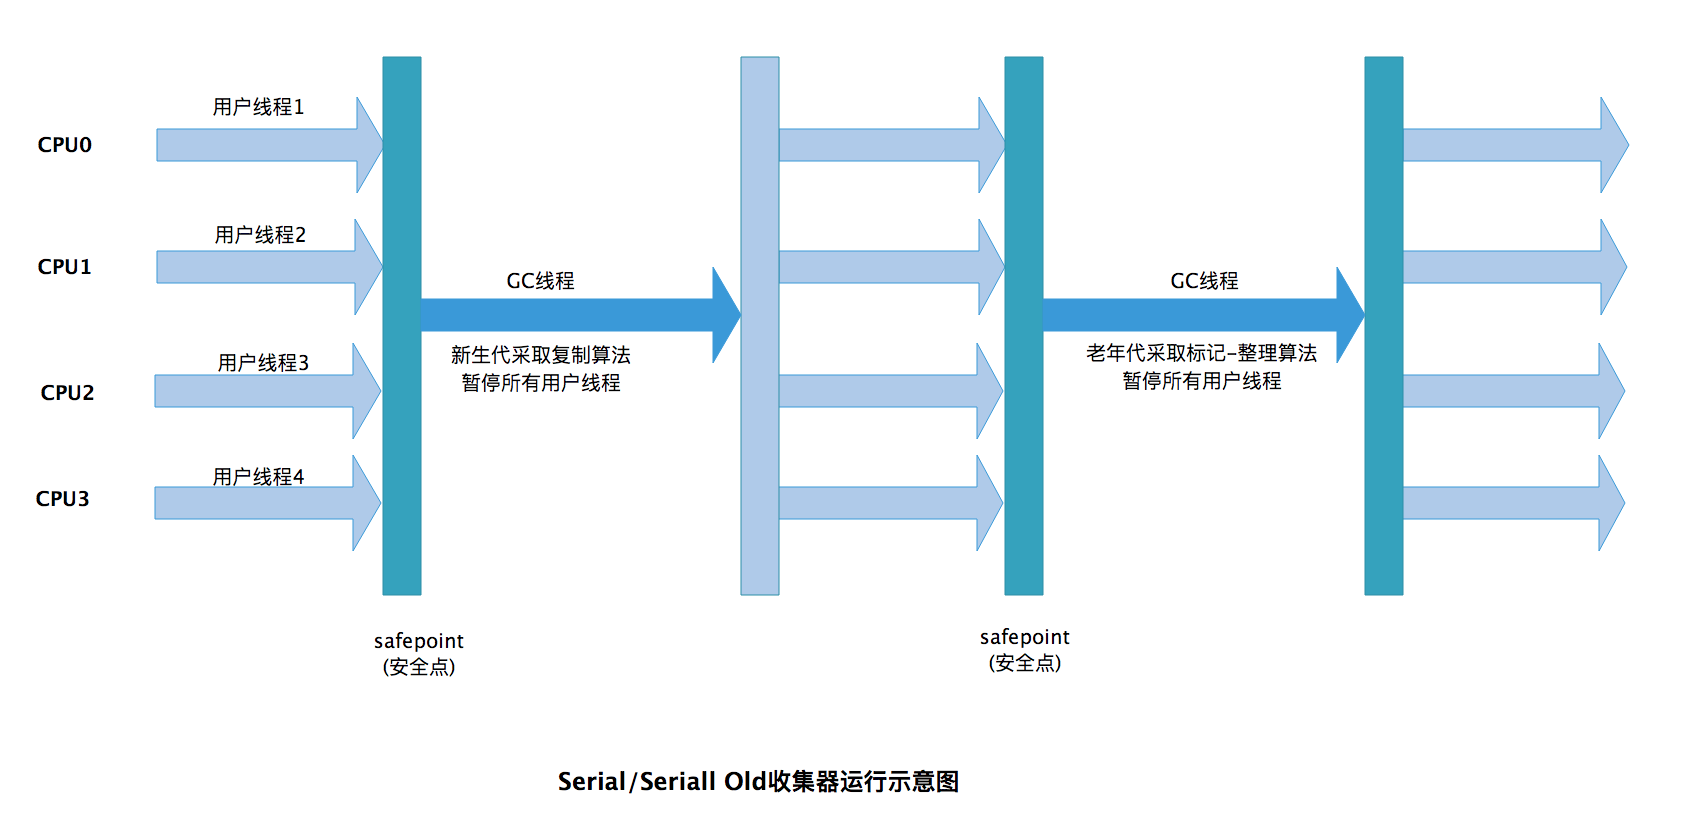 用户线程1
CPU0
用户线程2
CPU1
GC线程
GC线程
新生代采取复制算法
暂停所有用户线程
老年代采取标记-整理算法
暂停所有用户线程
用户线程3
CPU2
用户线程4
CPU3
safepoint
(安全点)
safepoint
(安全点)
Serial/Seriall Old收集器运行示意图